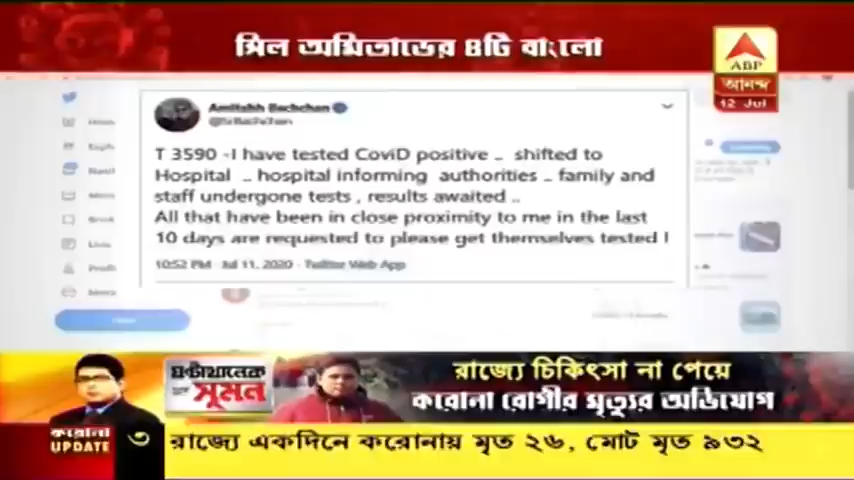 সিল অমিতাভের ৪টি বাংলো
ABP
আনন্দ
12 Jul
Amitabh Bachchan
@SrBachchan
T 3590 -I have tested CoviD positive .. shifted to
Hospital .. hospital informing authorities .. family and
staff undergone tests , results awaited ..
All that have been in close proximity to me in the last
10 days are requested to please get themselves tested !
10:52 PM · Jul 11, 2020 · Twitter Web App
ঘণ্টাখানেক
সঙ্গে
সুমন
রাজ্যে চিকিৎসা না পেয়ে
করোনা রোগীর মৃত্যুর অভিযোগ
করোনা
UPDATE
৩
রাজ্যে একদিনে করোনায় মৃত ২৬, মোট মৃত ৯৩২